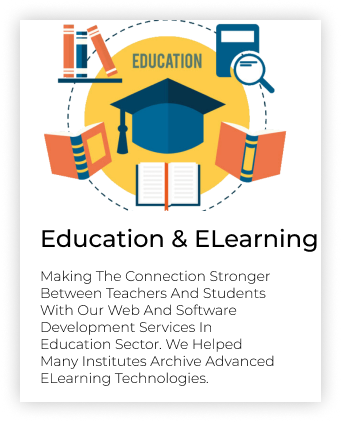 EDUCATION
Education & ELearning
Making The Connection Stronger
Between Teachers And Students
With Our Web And Software
Development Services In
Education Sector. We Helped
Many Institutes Archive Advanced
ELearning Technologies.